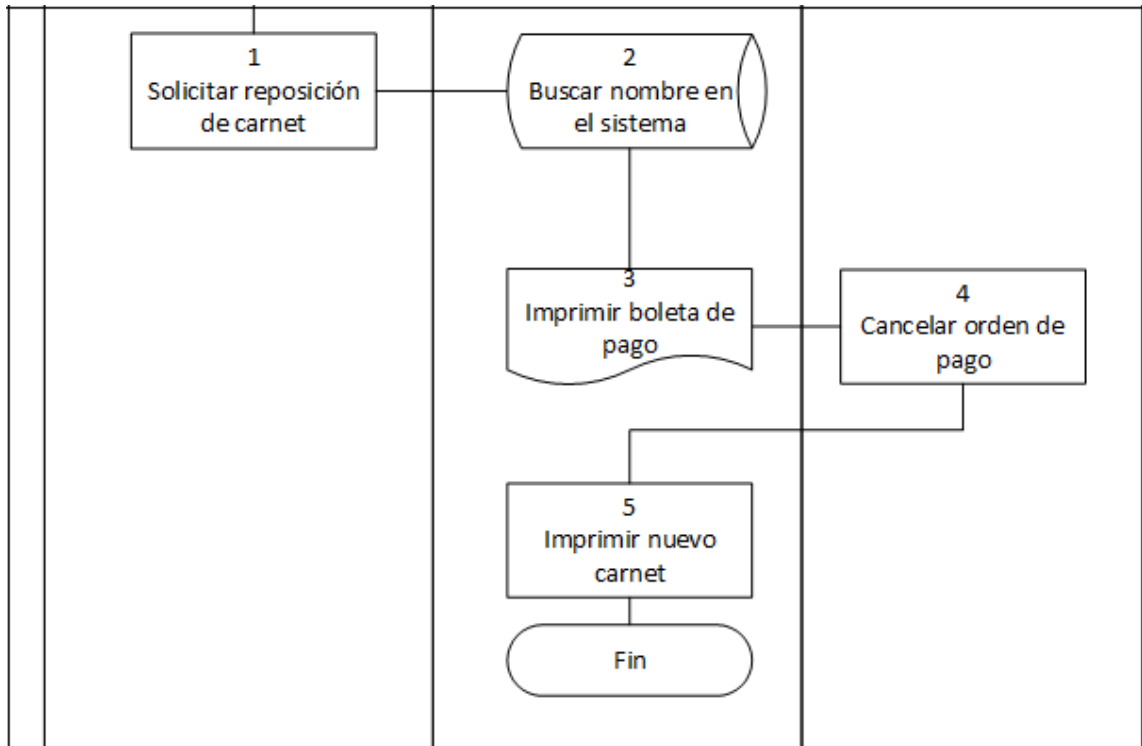 1
Solicitar reposición
de carnet
2
Buscar nombre en
el sistema
3
Imprimir boleta de
pago
4
Cancelar orden de
pago
5
Imprimir nuevo
carnet
Fin